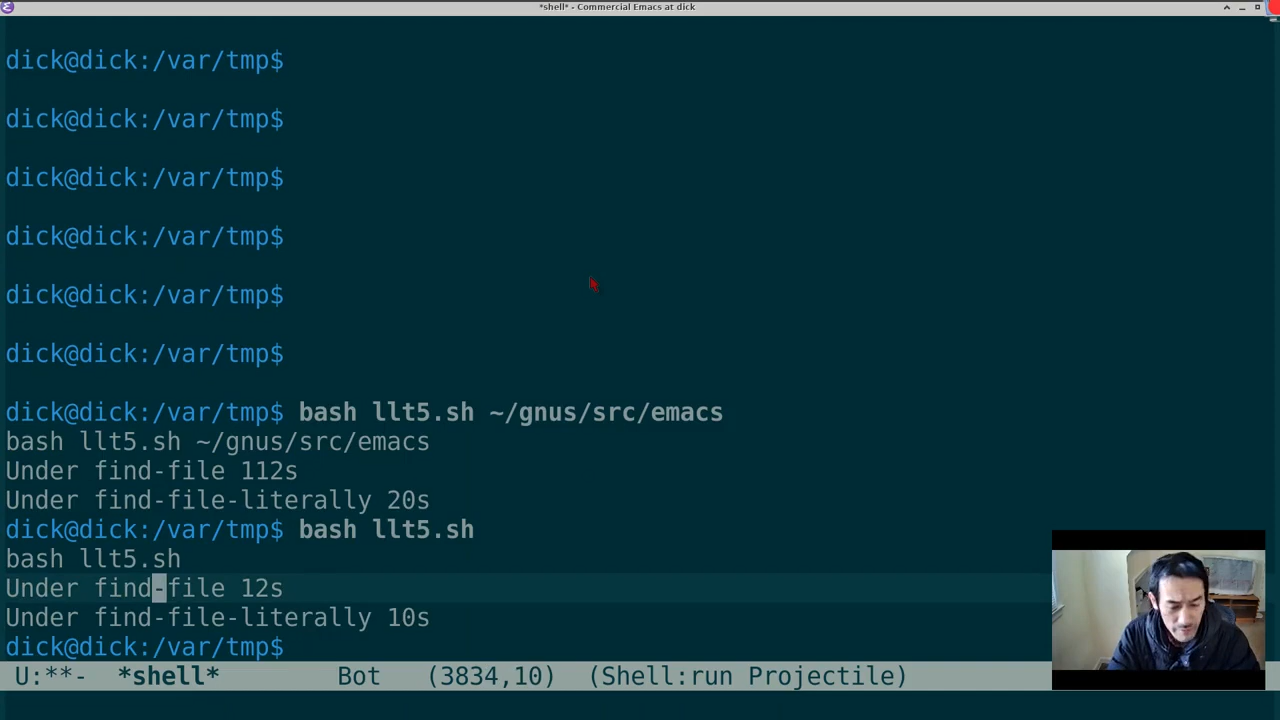 *shell* - Commercial Emacs at dick
dick@dick:/var/tmp$
dick@dick:/var/tmp$
dick@dick:/var/tmp$
dick@dick:/var/tmp$
dick@dick:/var/tmp$
dick@dick:/var/tmp$
dick@dick:/var/tmp$ bash llt5.sh ~/gnus/src/emacs
bash llt5.sh ~/gnus/src/emacs
Under find-file 112s
Under find-file-literally 20s
dick@dick:/var/tmp$ bash llt5.sh
bash llt5.sh
Under find-file 12s
Under find-file-literally 10s
dick@dick:/var/tmp$
U:**- *shell* Bot (3834,10) (Shell:run Projectile)